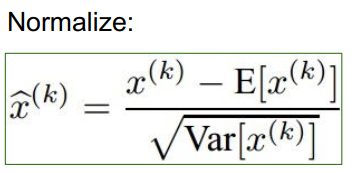 Normalize:
x̂^(k) = (x^(k) − E[x^(k)]) / √Var[x^(k)]